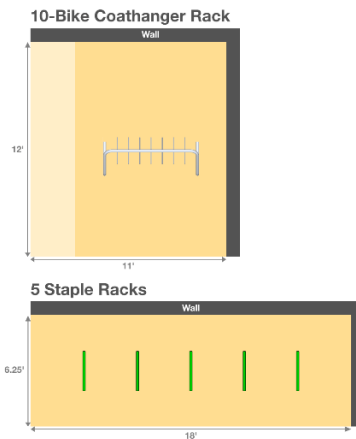 10-Bike Coathanger Rack
Wall
12'
11'
5 Staple Racks
Wall
6.25'
18'